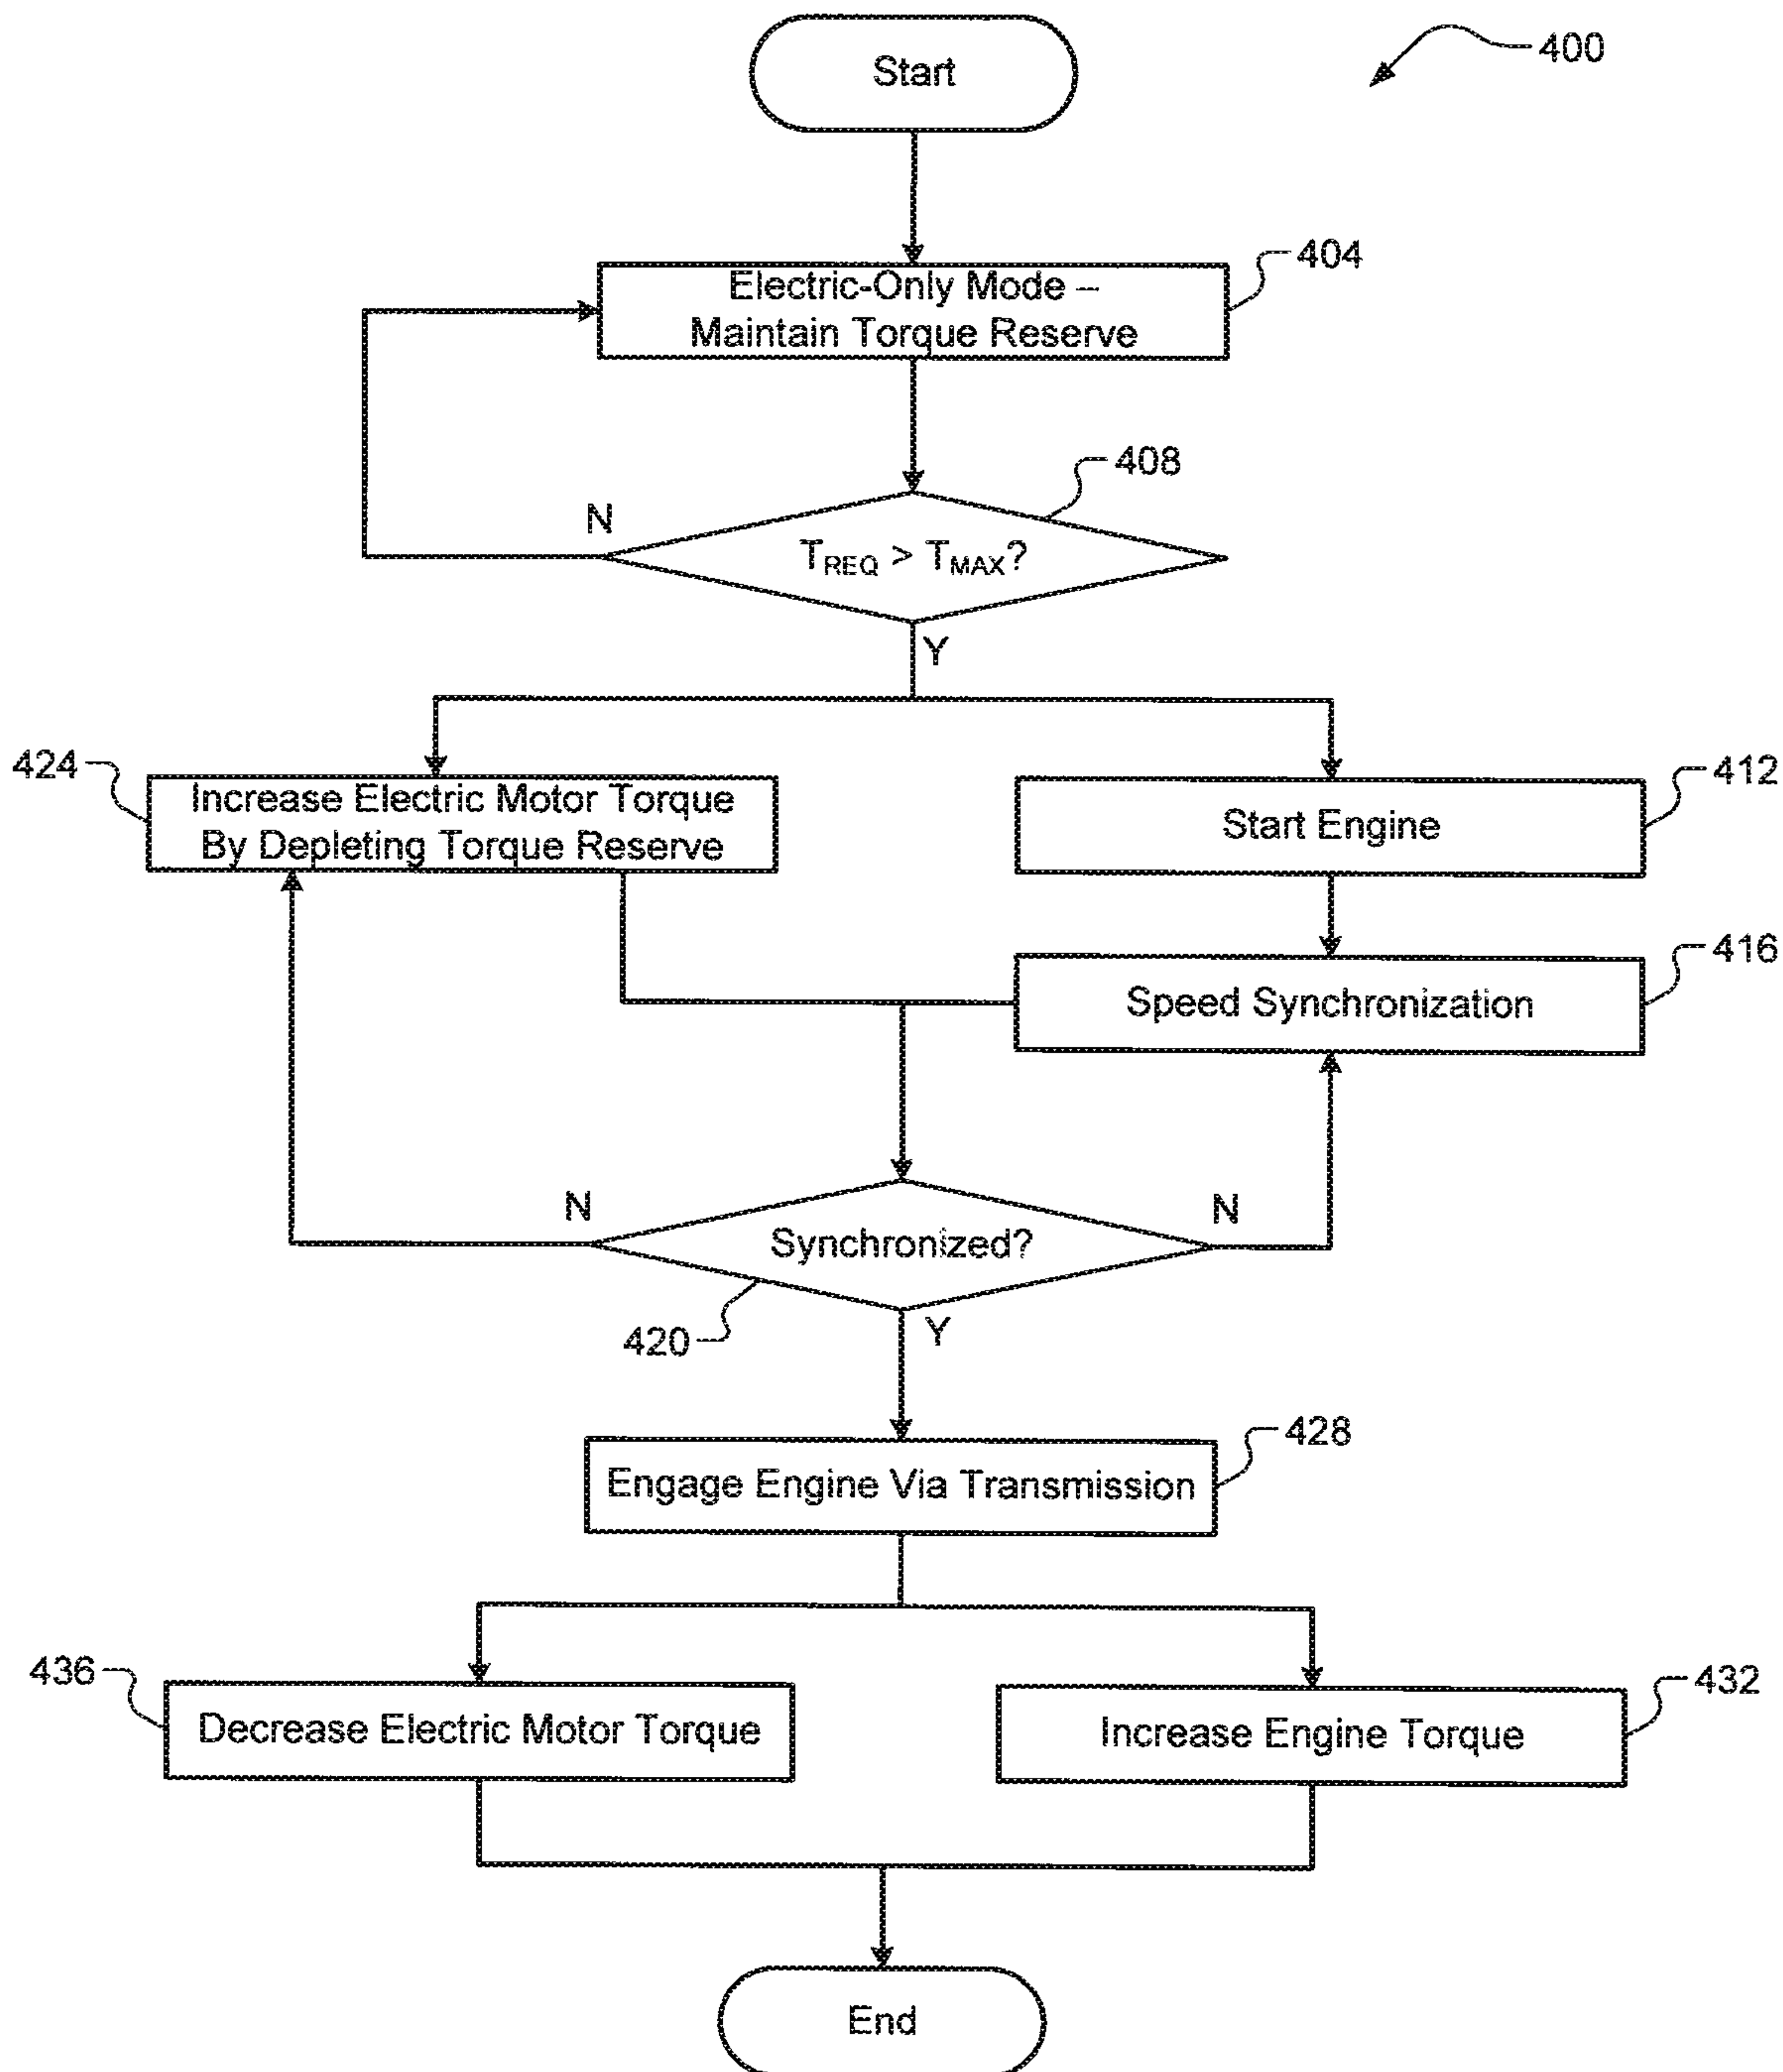 Start
400
Electric-Only Mode –
Maintain Torque Reserve
404
408
N
TREQ > TMAX?
Y
424
Increase Electric Motor Torque
By Depleting Torque Reserve
412
Start Engine
416
Speed Synchronization
N
N
Synchronized?
420
Y
428
Engage Engine Via Transmission
436
Decrease Electric Motor Torque
432
Increase Engine Torque
End